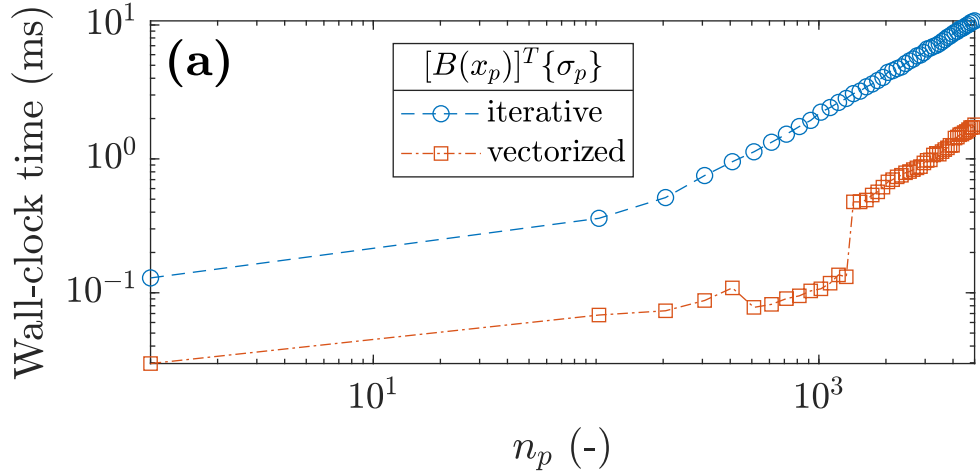 (a)
Wall-clock time (ms)
10^1
10^0
10^{-1}
[B(x_p)]^T{σ_p}
iterative
vectorized
10^1
10^3
n_p (-)